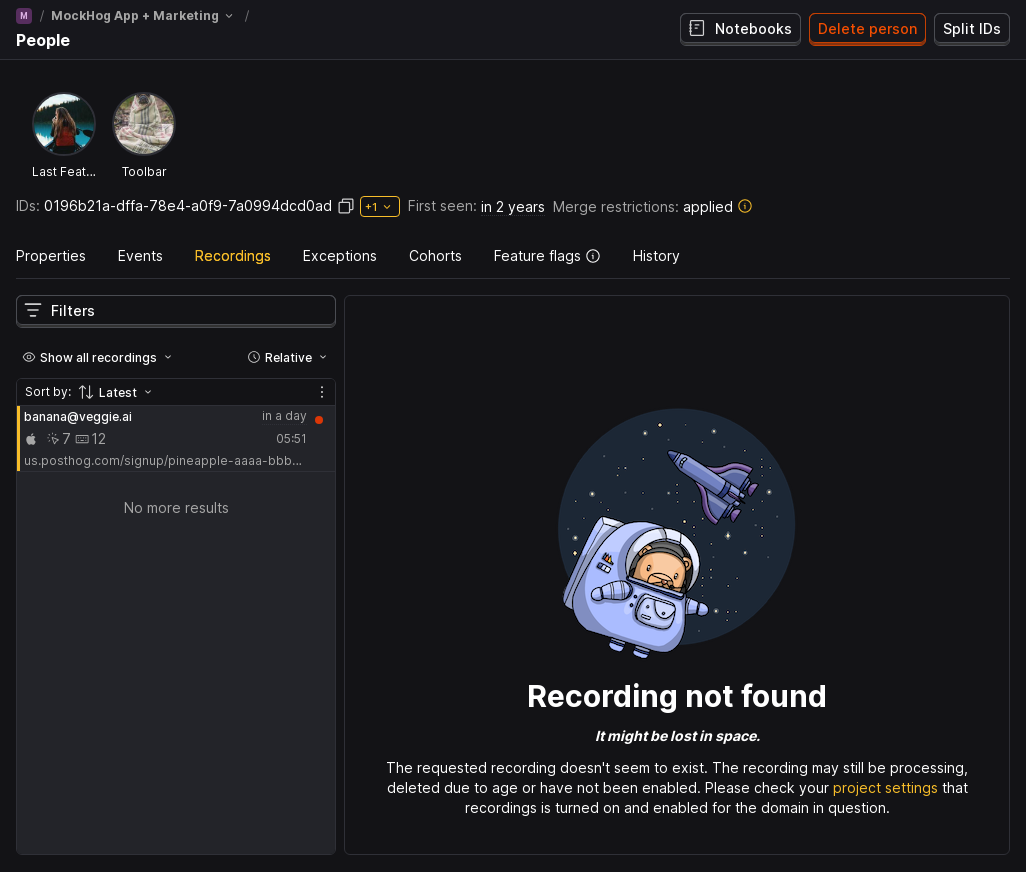 M / MockHog App + Marketing /
People
Notebooks
Delete person
Split IDs
Last Feat...
Toolbar
IDs: 0196b21a-dffa-78e4-a0f9-7a0994dcd0ad +1 First seen: in 2 years Merge restrictions: applied
Properties Events Recordings Exceptions Cohorts Feature flags History
Filters
Show all recordings Relative
Sort by: Latest
banana@veggie.ai in a day
7 12 05:51
us.posthog.com/signup/pineapple-aaaa-bbb...
No more results
Recording not found
It might be lost in space.
The requested recording doesn't seem to exist. The recording may still be processing,
deleted due to age or have not been enabled. Please check your project settings that
recordings is turned on and enabled for the domain in question.